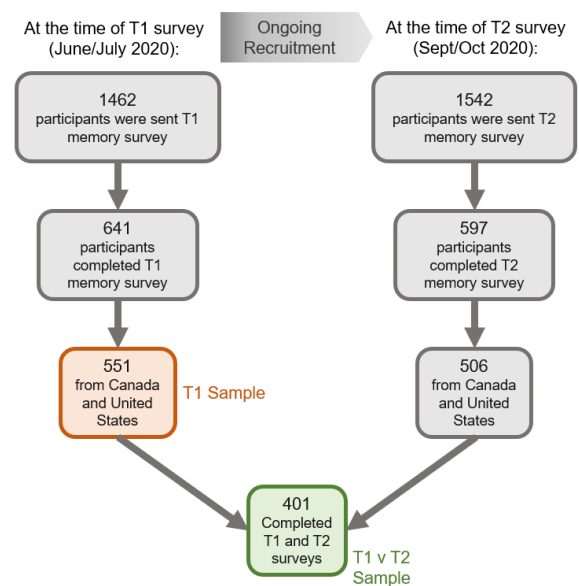 At the time of T1 survey
(June/July 2020):
Ongoing
Recruitment
At the time of T2 survey
(Sept/Oct 2020):
1462
participants were sent T1
memory survey
1542
participants were sent T2
memory survey
641
participants
completed T1
memory survey
597
participants
completed T2
memory survey
551
from Canada
and United
States
T1 Sample
506
from Canada
and United
States
401
Completed
T1 and T2
surveys
T1 v T2
Sample